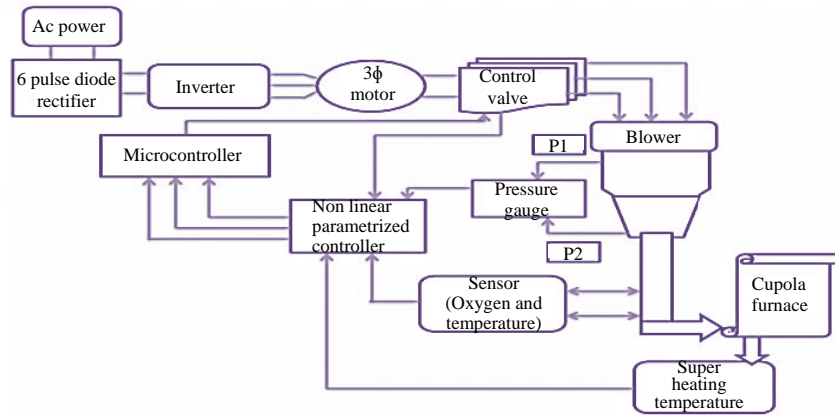 Ac power
6 pulse diode
rectifier
Inverter
3ϕ
motor
Control
valve
Blower
P1
Microcontroller
Pressure
gauge
Non linear
parametrized
controller
P2
Sensor
(Oxygen and
temperature)
Cupola
furnace
Super
heating
temperature